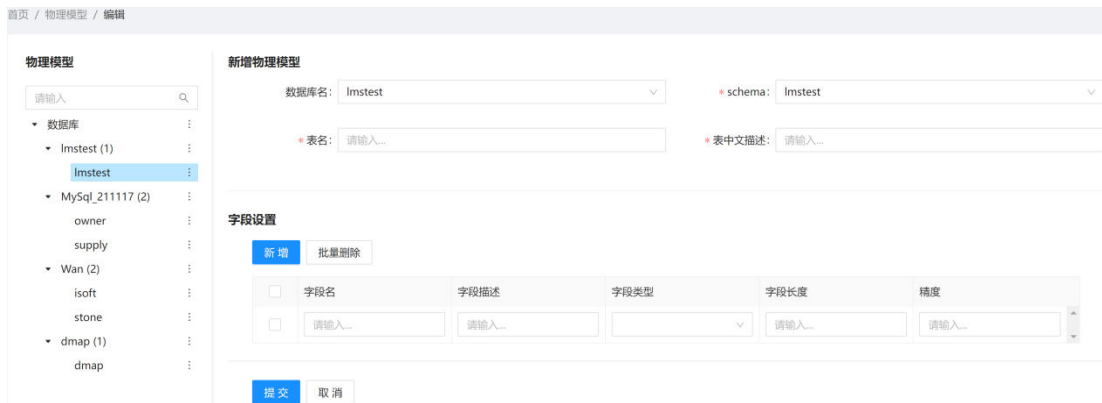 首页 / 物理模型 / 编辑
物理模型
请输入
数据库
lmstest (1)
lmstest
MySql_211117 (2)
owner
supply
Wan (2)
isoft
stone
dmap (1)
dmap
新增物理模型
数据库名: lmstest
* schema: lmstest
* 表名: 请输入...
* 表中文描述: 请输入...
字段设置
新 增 批量删除
字段名 字段描述 字段类型 字段长度 精度
请输入... 请输入... 请输入... 请输入...
提 交 取 消